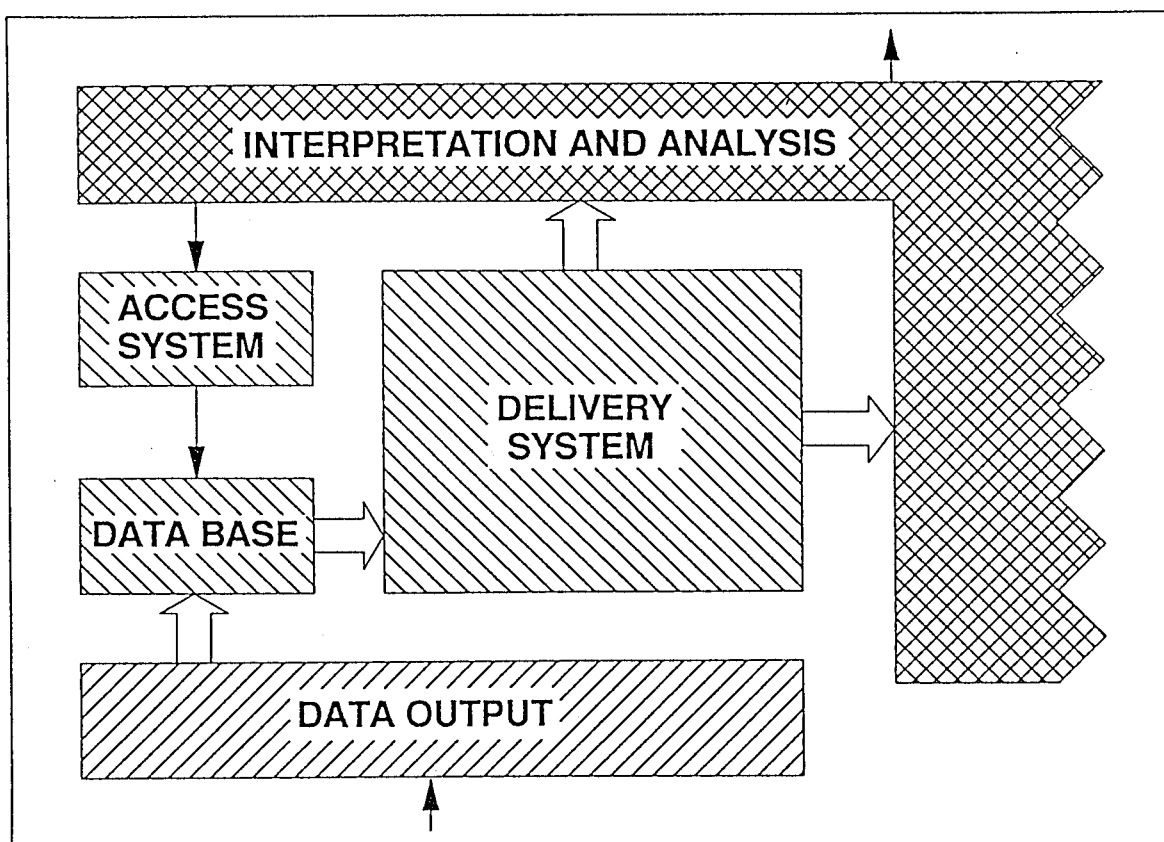 INTERPRETATION AND ANALYSIS
ACCESS
SYSTEM
DELIVERY
SYSTEM
DATA BASE
DATA OUTPUT